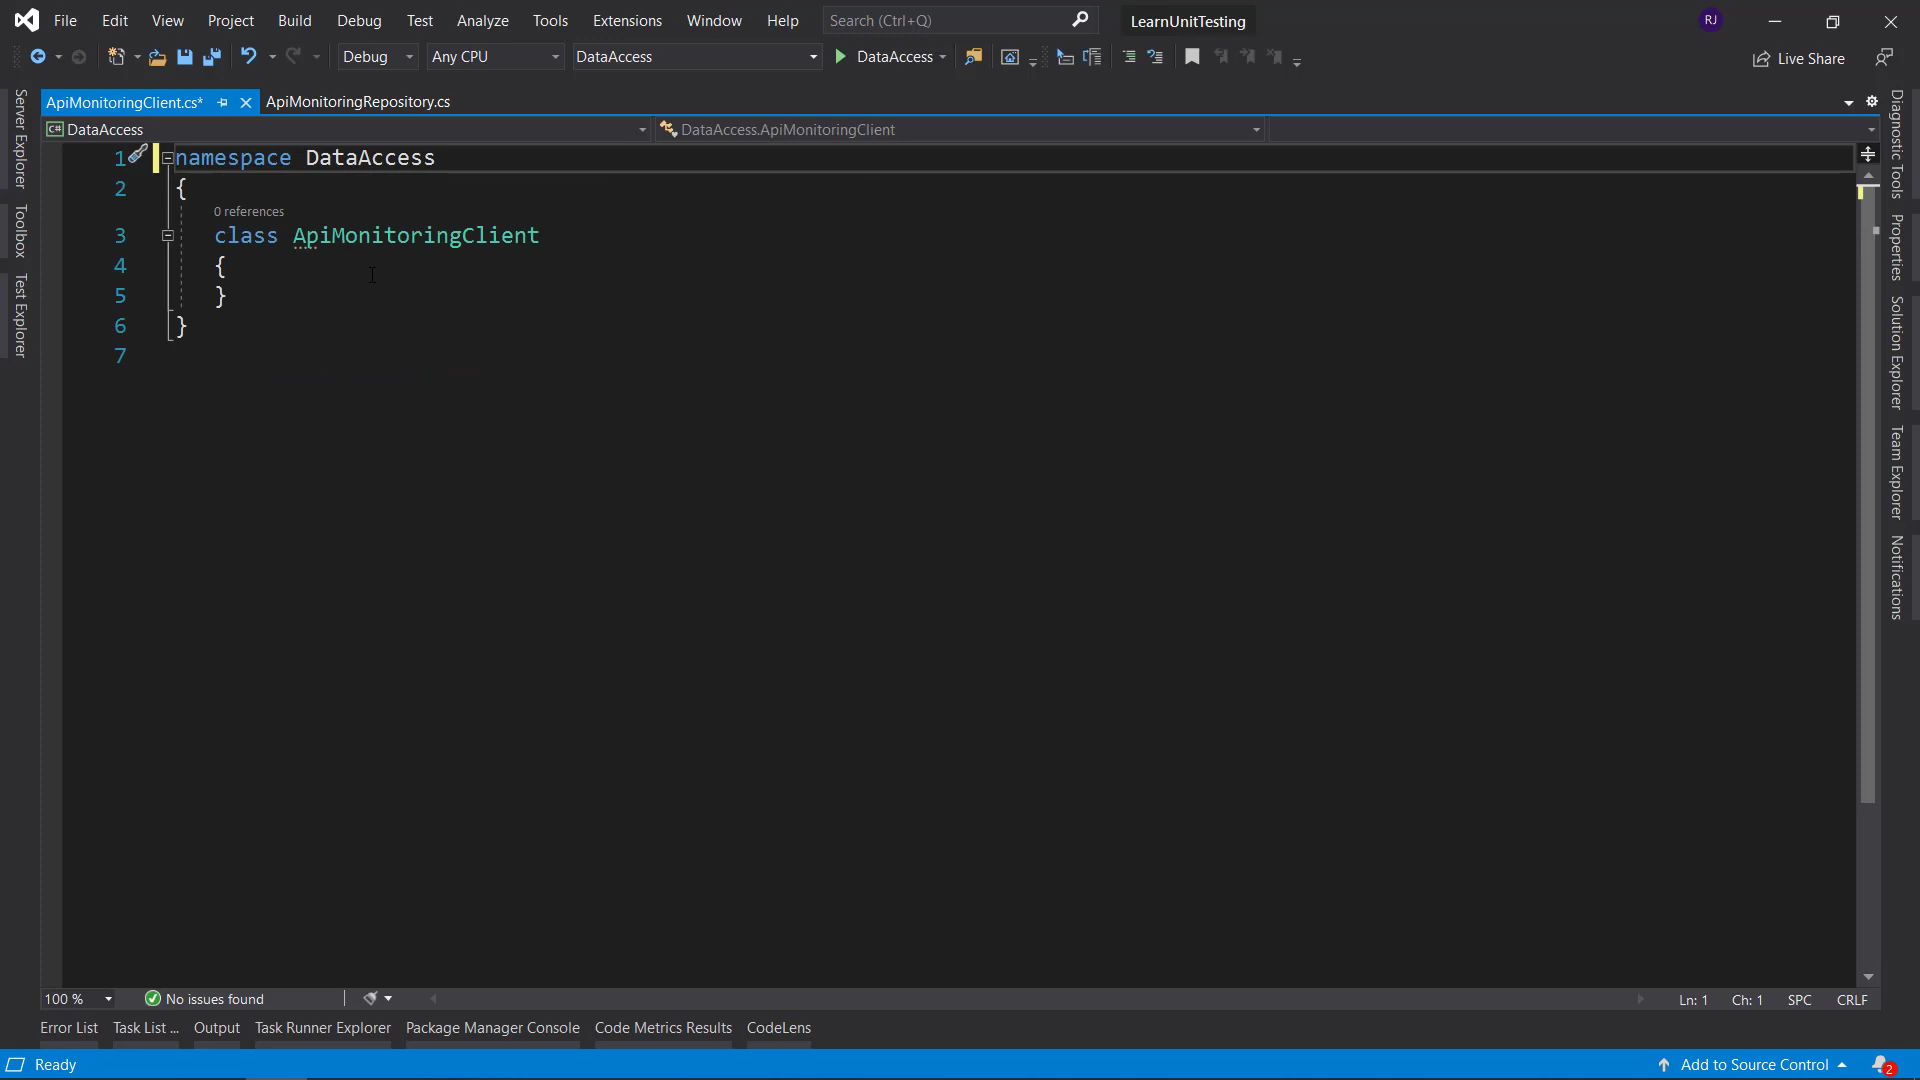 File Edit View Project Build Debug Test Analyze Tools Extensions Window Help Search (Ctrl+Q) LearnUnitTesting RJ
Debug Any CPU DataAccess DataAccess Live Share
ApiMonitoringClient.cs* ApiMonitoringRepository.cs
C# DataAccess DataAccess.ApiMonitoringClient
1 namespace DataAccess
2 {
0 references
3 class ApiMonitoringClient
4 {
5 }
6 }
7
Server Explorer
Toolbox
Test Explorer
Diagnostic Tools
Properties
Solution Explorer
Team Explorer
Notifications
100 % No issues found Ln: 1 Ch: 1 SPC CRLF
Error List Task List ... Output Task Runner Explorer Package Manager Console Code Metrics Results CodeLens
Ready Add to Source Control 2